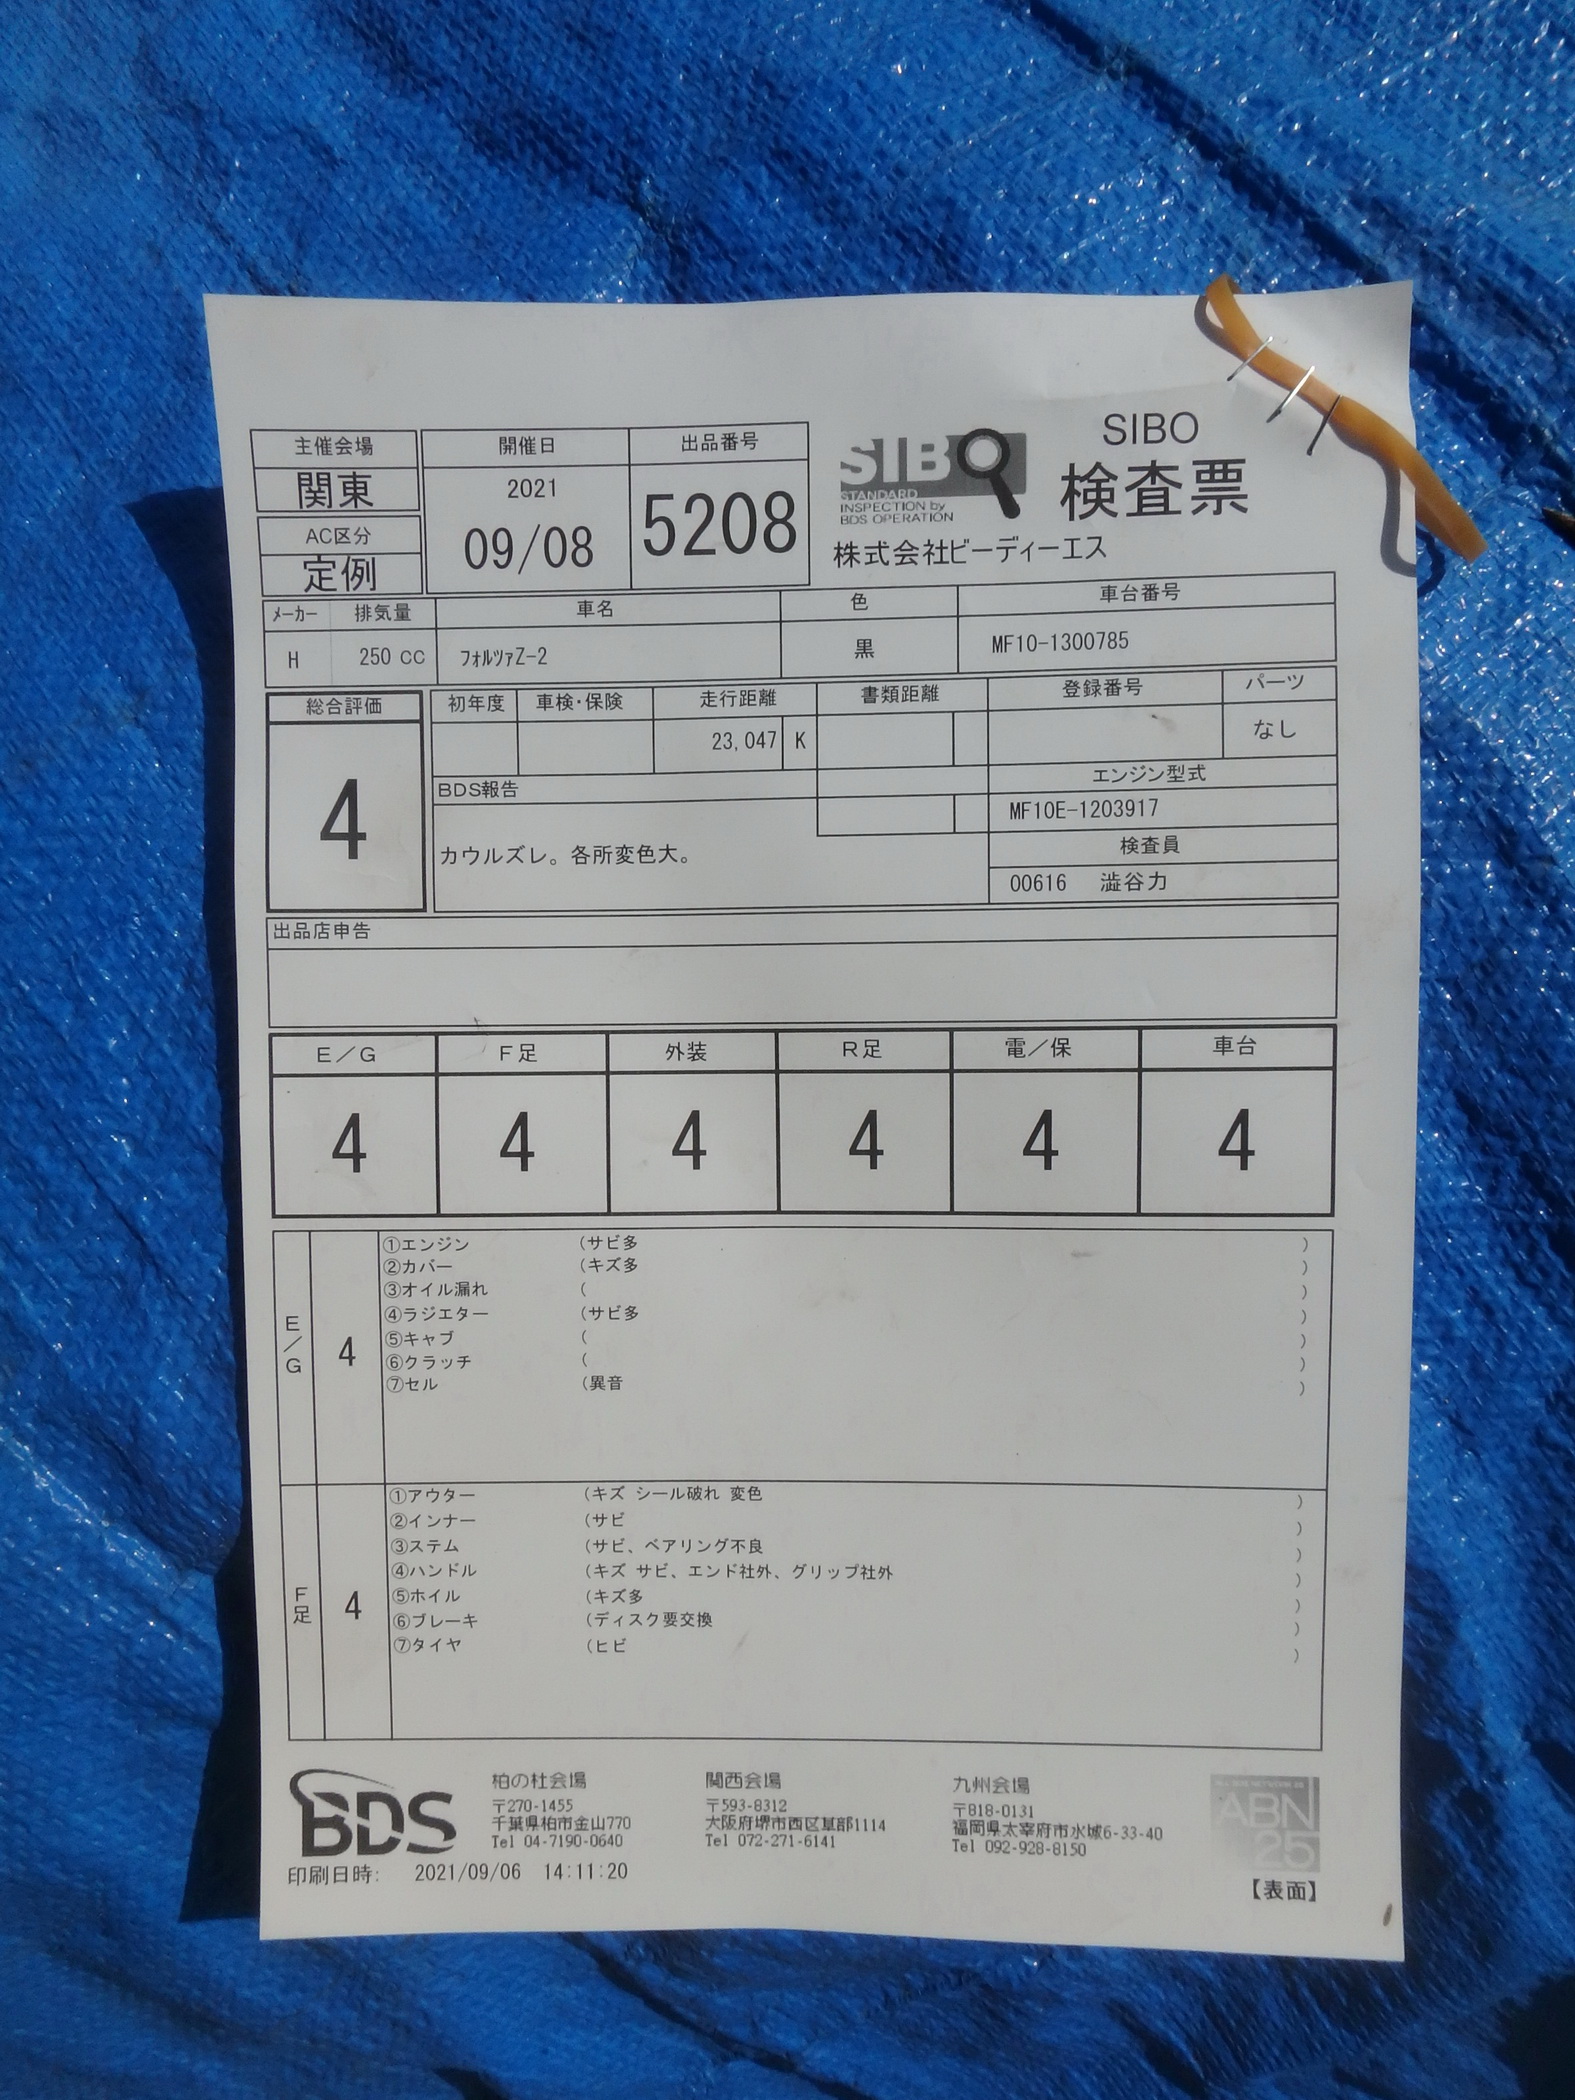 主催会場
関東
AC区分
定例
開催日
2021
09/08
出品番号
5208
SIBO
STANDARD
INSPECTION by
BDS OPERATION
SIBO
検査票
株式会社ビーディーエス
メーカー 排気量 車名 色 車台番号
H 250 CC フォルツァZ-2 黒 MF10-1300785
総合評価
4
初年度 車検・保険 走行距離 書類距離 登録番号 パーツ
23,047 K なし
BDS報告
カウルズレ。各所変色大。
エンジン型式
MF10E-1203917
検査員
00616 澁谷力
出品店申告
E/G F足 外装 R足 電/保 車台
4 4 4 4 4 4
E/G
4
①エンジン (サビ多 )
②カバー (キズ多 )
③オイル漏れ ( )
④ラジエター (サビ多 )
⑤キャブ ( )
⑥クラッチ ( )
⑦セル (異音 )
F足
4
①アウター (キズ シール破れ 変色 )
②インナー (サビ )
③ステム (サビ、ベアリング不良 )
④ハンドル (キズ サビ、エンド社外、グリップ社外 )
⑤ホイル (キズ多 )
⑥ブレーキ (ディスク要交換 )
⑦タイヤ (ヒビ )
BDS
柏の杜会場
〒270-1455
千葉県柏市金山770
Tel 04-7190-0640
関西会場
〒593-8312
大阪府堺市西区草部1114
Tel 072-271-6141
九州会場
〒818-0131
福岡県太宰府市水城6-33-40
Tel 092-928-8150
ABN
25
印刷日時: 2021/09/06 14:11:20
【表面】